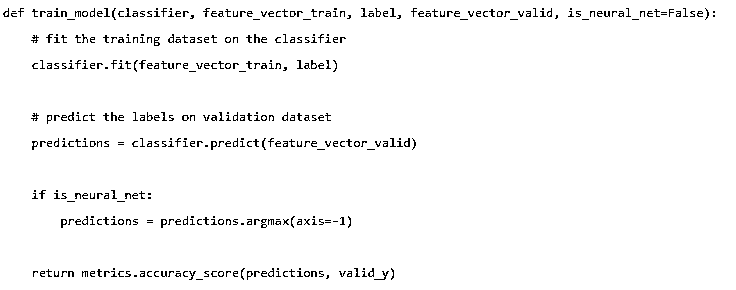 def train_model(classifier, feature_vector_train, label, feature_vector_valid, is_neural_net=False):
    # fit the training dataset on the classifier
    classifier.fit(feature_vector_train, label)
    # predict the labels on validation dataset
    predictions = classifier.predict(feature_vector_valid)
    if is_neural_net:
        predictions = predictions.argmax(axis=-1)
    return metrics.accuracy_score(predictions, valid_y)